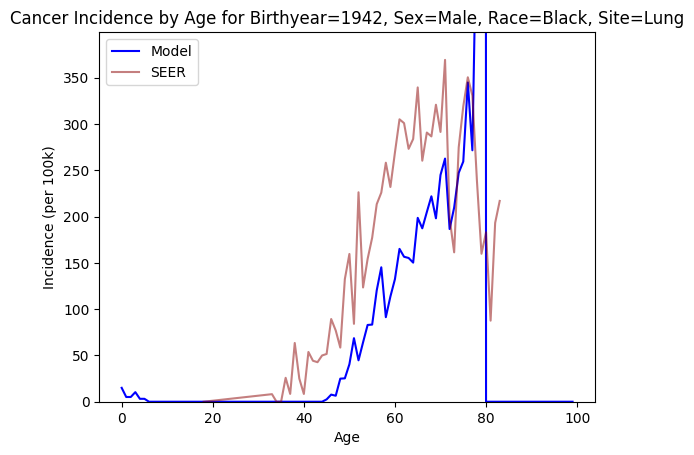 Cancer Incidence by Age for Birthyear=1942, Sex=Male, Race=Black, Site=Lung
Model
SEER
350
300
250
200
150
100
50
0
Incidence (per 100k)
0 20 40 60 80 100
Age